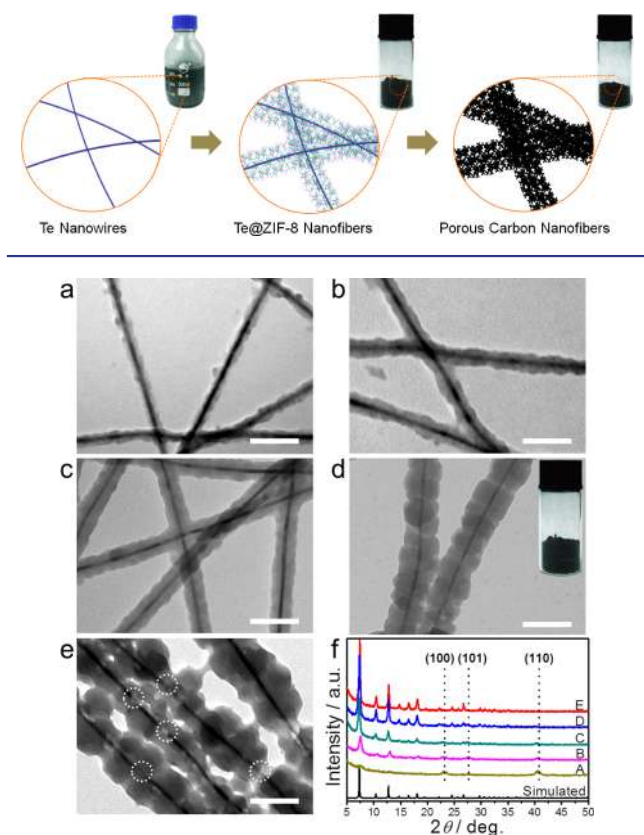 Te Nanowires
Te@ZIF-8 Nanofibers
Porous Carbon Nanofibers
a
b
c
d
e
f
(100) (101) (110)
E
D
C
B
A
Simulated
Intensity / a.u.
5 10 15 20 25 30 35 40 45 50
2θ / deg.